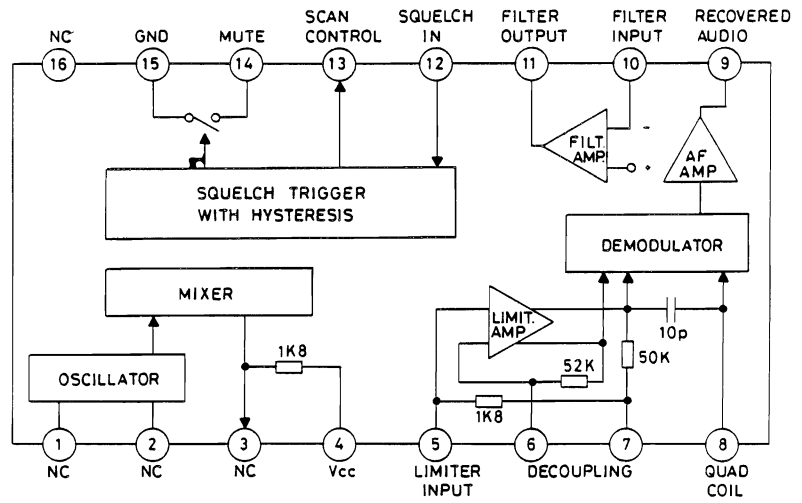 NC GND MUTE SCAN CONTROL SQUELCH IN FILTER OUTPUT FILTER INPUT RECOVERED AUDIO
16 15 14 13 12 11 10 9
FILT. AMP. - +
AF AMP
SQUELCH TRIGGER
WITH HYSTERESIS
DEMODULATOR
MIXER
LIMIT. AMP
10p
1K8
52K
50K
OSCILLATOR
1K8
1 2 3 4 5 6 7 8
NC NC NC Vcc LIMITER INPUT DECOUPLING QUAD COIL